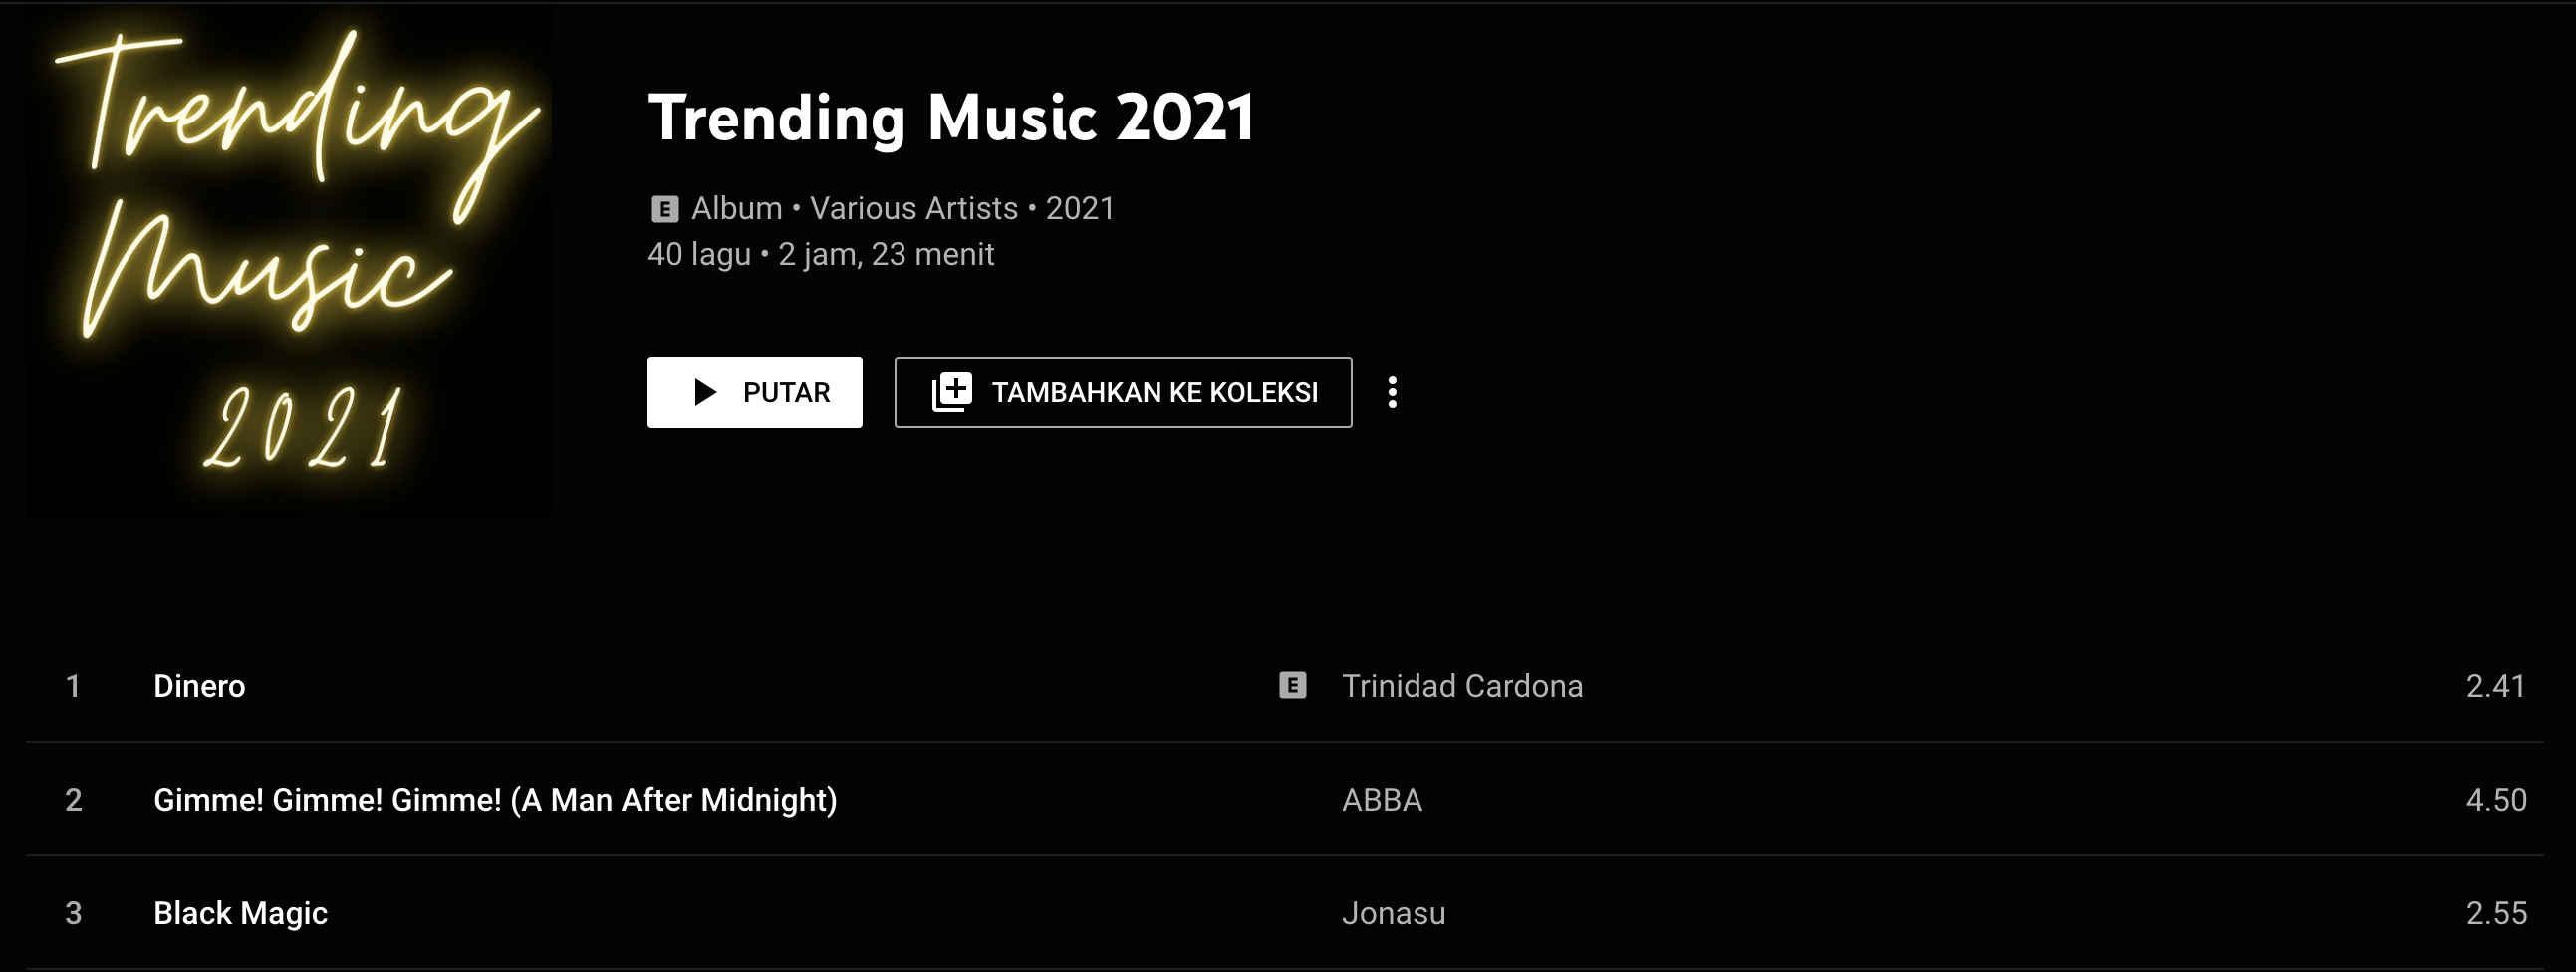 Trending
Music
2021
Trending Music 2021
E Album • Various Artists • 2021
40 lagu • 2 jam, 23 menit
PUTAR
TAMBAHKAN KE KOLEKSI
1 Dinero E Trinidad Cardona 2.41
2 Gimme! Gimme! Gimme! (A Man After Midnight) ABBA 4.50
3 Black Magic Jonasu 2.55